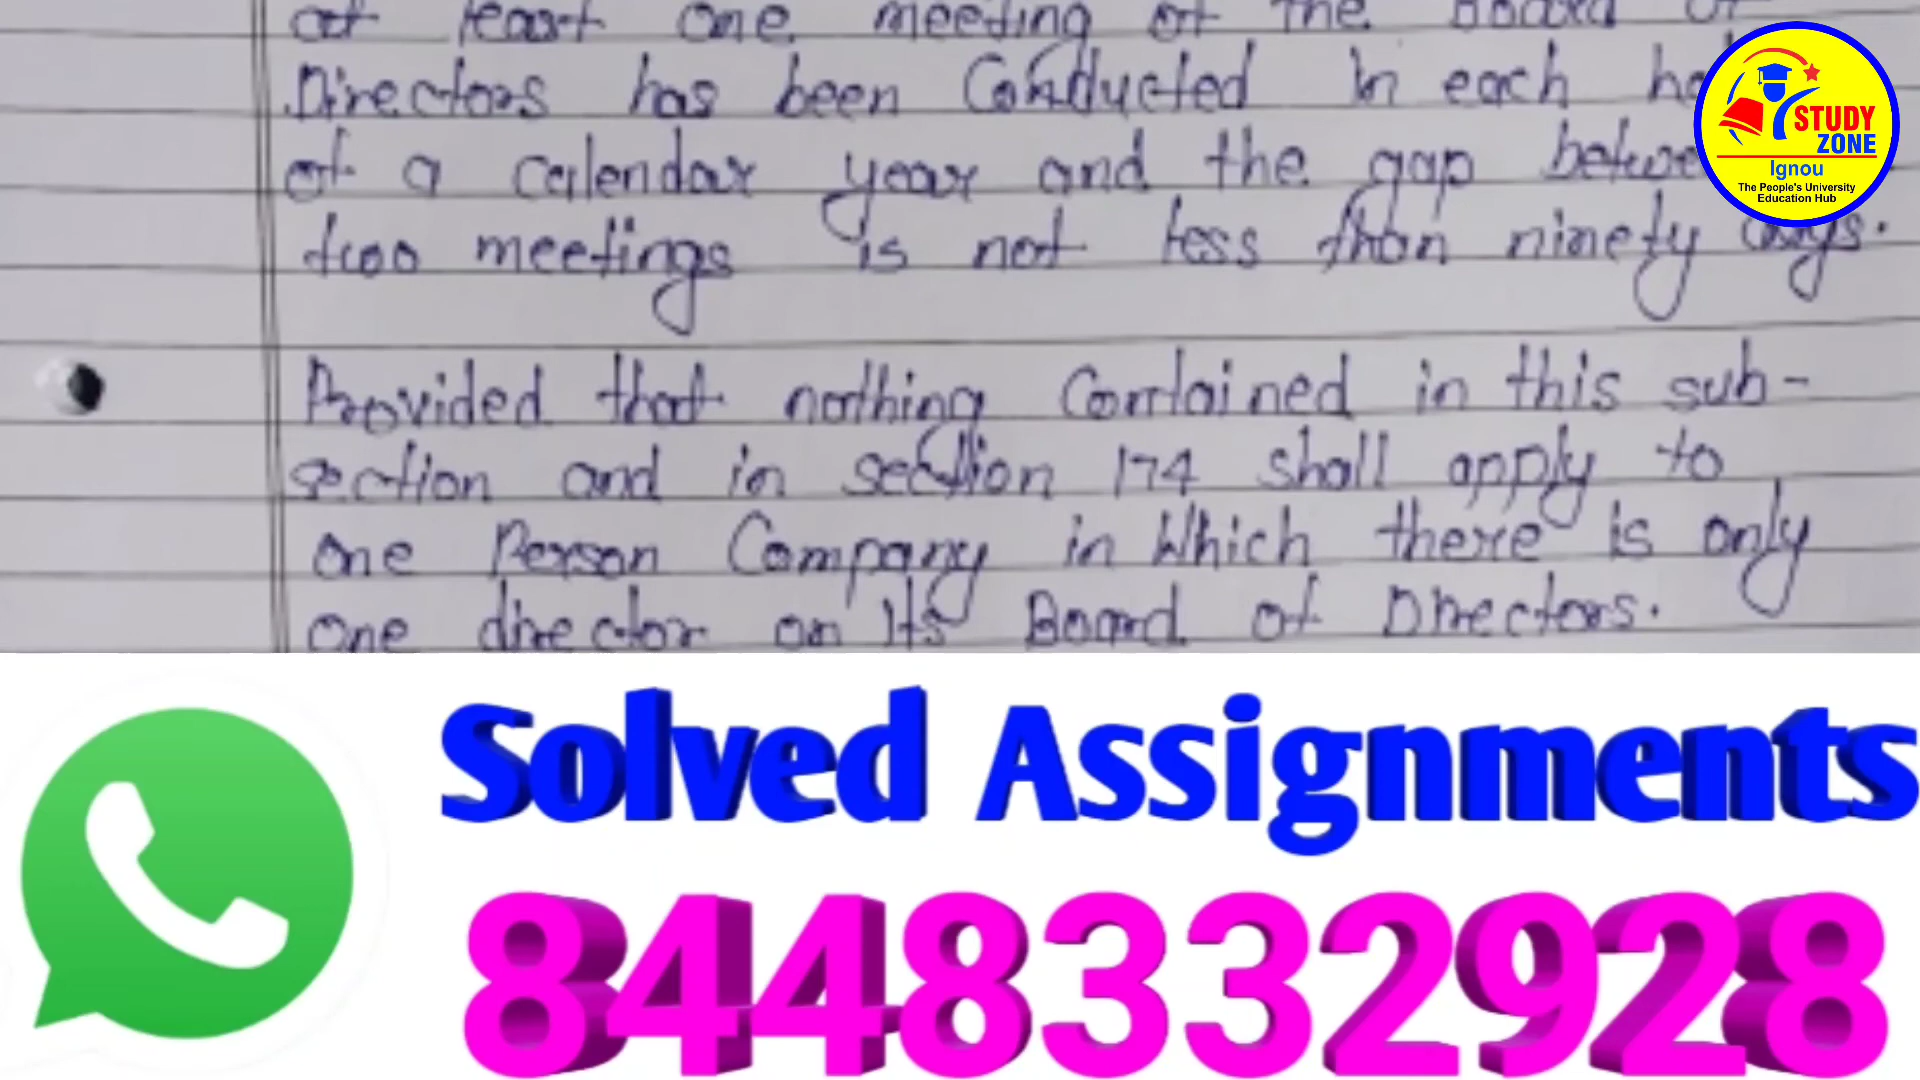 at least one meeting of the Board of
Directors has been Conducted in each
of a calendar year and the gap
two meetings is not less than ninety days.
Provided that nothing Contained in this sub-
section and in section 174 shall apply to
one Person Company in Which there is only
one director on Its Board of Directors.
STUDY
ZONE
Ignou
The People's University
Education Hub
Solved Assignments
8448332928